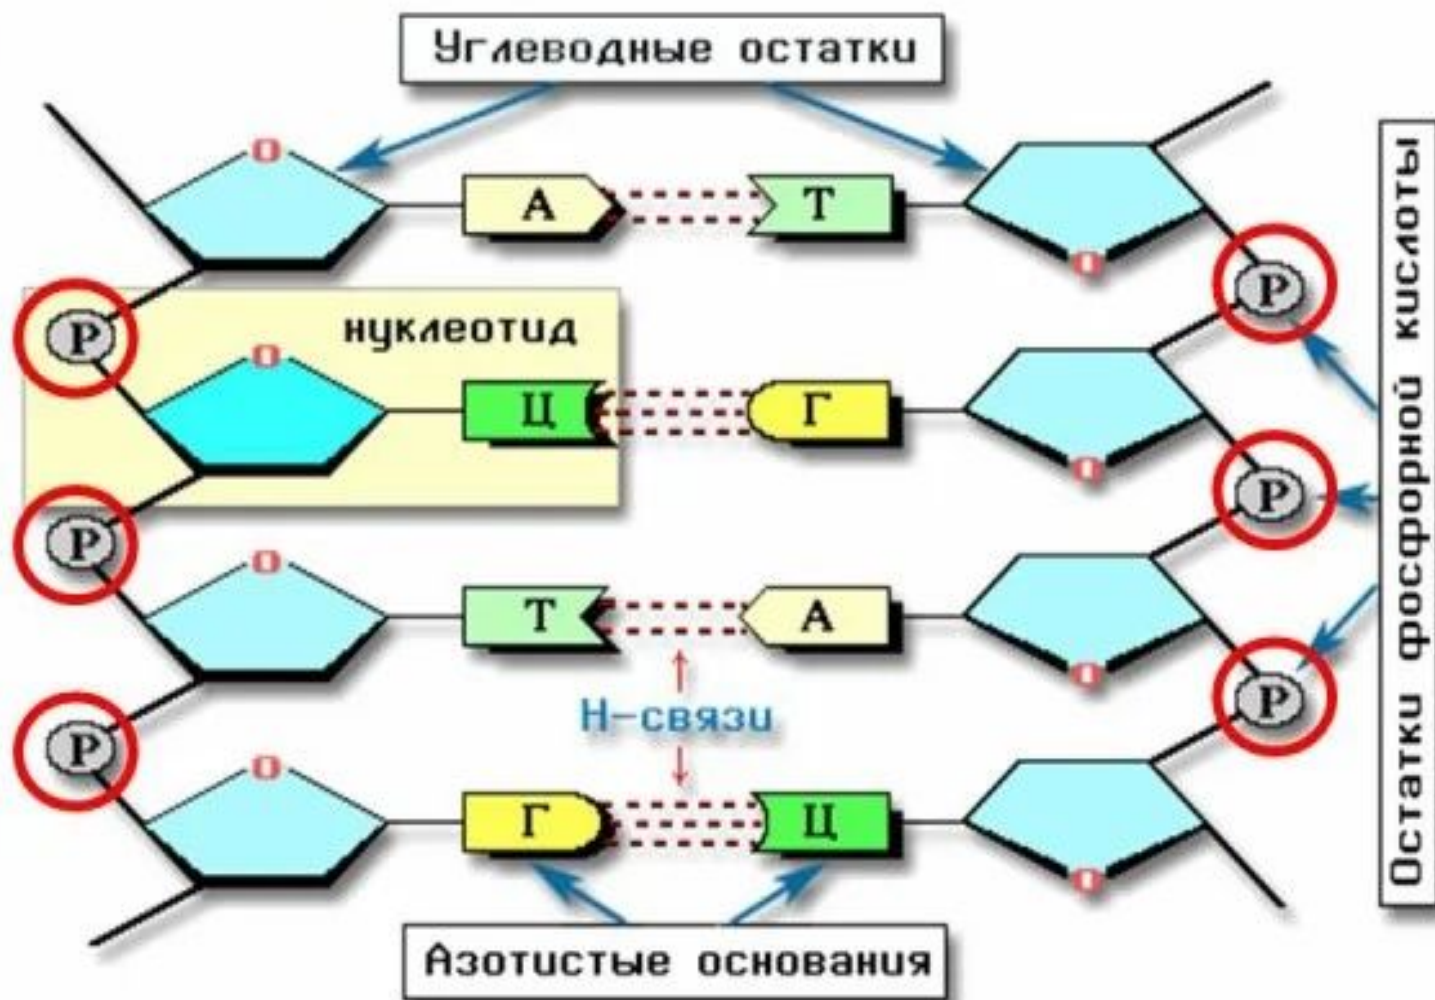 Углеводные остатки
О
А
Т
О
Р
Р
нуклеотид
О
Ц
Г
О
Р
Р
О
Т
А
О
Н-связи
Р
Р
О
Г
Ц
О
Азотистые основания
Остатки фосфорной кислоты